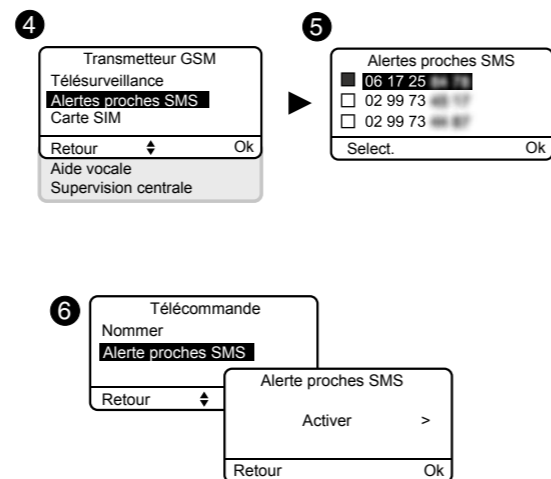 4
Transmetteur GSM
Télésurveillance
Alertes proches SMS
Carte SIM
Retour Ok
Aide vocale
Supervision centrale
5
Alertes proches SMS
06 17 25
02 99 73
02 99 73
Select. Ok
6
Télécommande
Nommer
Alerte proches SMS
Retour
Alerte proches SMS
Activer >
Retour Ok